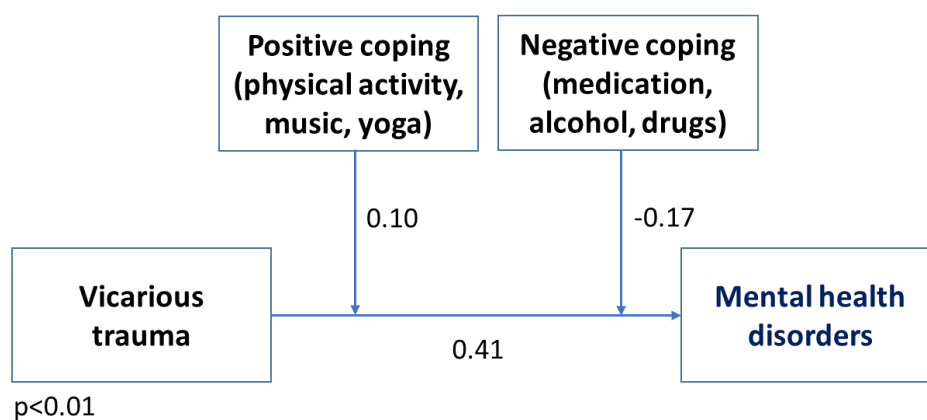 Positive coping
(physical activity,
music, yoga)
Negative coping
(medication,
alcohol, drugs)
0.10
-0.17
Vicarious
trauma
Mental health
disorders
0.41
p<0.01